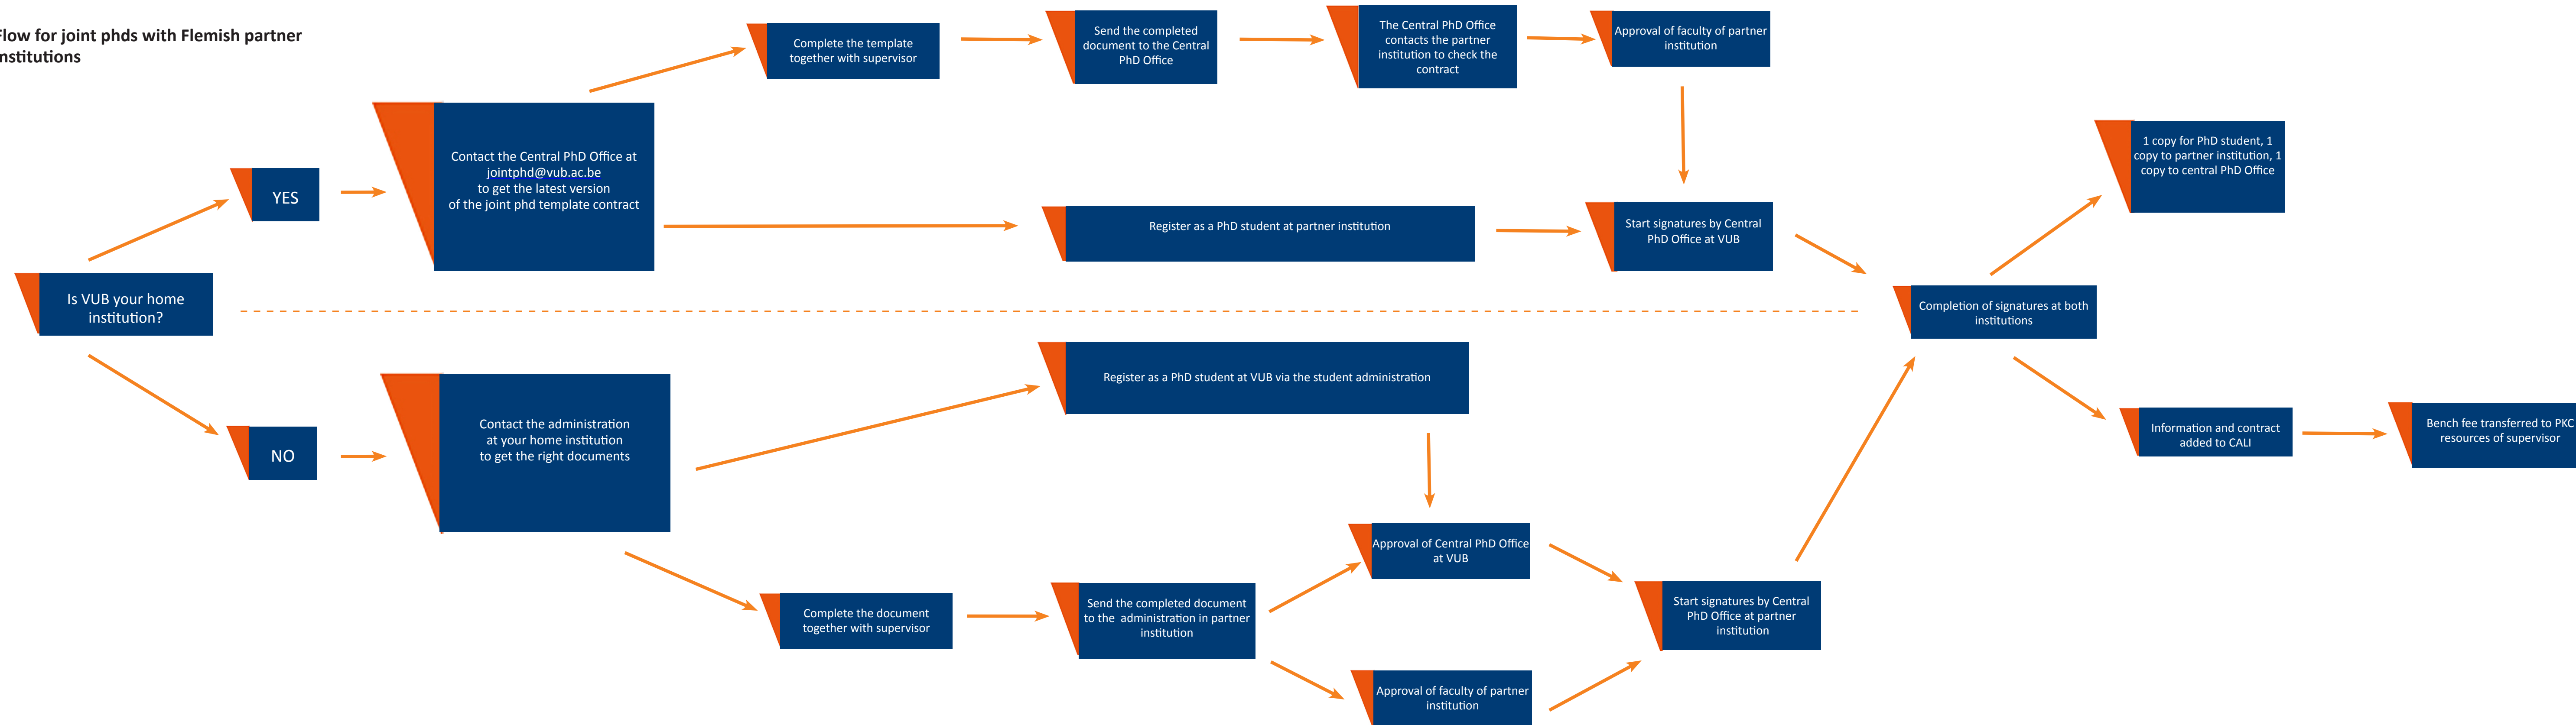 Flow for joint phds with Flemish partner
institutions
Complete the template
together with supervisor
Send the completed
document to the Central
PhD Office
The Central PhD Office
contacts the partner
institution to check the
contract
Approval of faculty of partner
institution
YES
Contact the Central PhD Office at
jointphd@vub.ac.be
to get the latest version
of the joint phd template contract
Register as a PhD student at partner institution
Start signatures by Central
PhD Office at VUB
1 copy for PhD student, 1
copy to partner institution, 1
copy to central PhD Office
Is VUB your home
institution?
Completion of signatures at both
institutions
Register as a PhD student at VUB via the student administration
NO
Contact the administration
at your home institution
to get the right documents
Information and contract
added to CALI
Bench fee transferred to PKC
resources of supervisor
Approval of Central PhD Office
at VUB
Complete the document
together with supervisor
Send the completed document
to the administration in partner
institution
Start signatures by Central
PhD Office at partner
institution
Approval of faculty of partner
institution